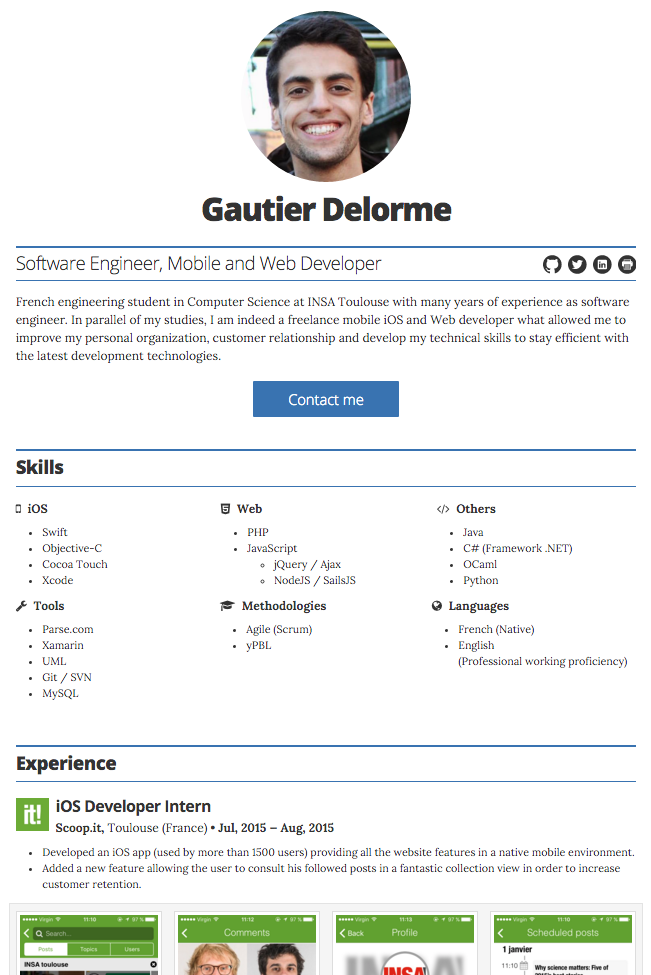 Gautier Delorme
Software Engineer, Mobile and Web Developer
French engineering student in Computer Science at INSA Toulouse with many years of experience as software
engineer. In parallel of my studies, I am indeed a freelance mobile iOS and Web developer what allowed me to
improve my personal organization, customer relationship and develop my technical skills to stay efficient with
the latest development technologies.
Contact me
Skills
iOS
Swift
Objective-C
Cocoa Touch
Xcode
Web
PHP
JavaScript
jQuery / Ajax
NodeJS / SailsJS
Others
Java
C# (Framework .NET)
OCaml
Python
Tools
Parse.com
Xamarin
UML
Git / SVN
MySQL
Methodologies
Agile (Scrum)
yPBL
Languages
French (Native)
English
(Professional working proficiency)
Experience
it!
iOS Developer Intern
Scoop.it, Toulouse (France) • Jul, 2015 – Aug, 2015
Developed an iOS app (used by more than 1500 users) providing all the website features in a native mobile environment.
Added a new feature allowing the user to consult his followed posts in a fantastic collection view in order to increase
customer retention.
Virgin 11:10 97 %
Search...
Posts Topics Users
INSA toulouse
Virgin 11:12 97 %
Comments
Virgin 11:13 97 %
Back Profile
INSA
Virgin 11:10 97 %
Scheduled posts
1 janvier
11:10 Why science matters: Five of